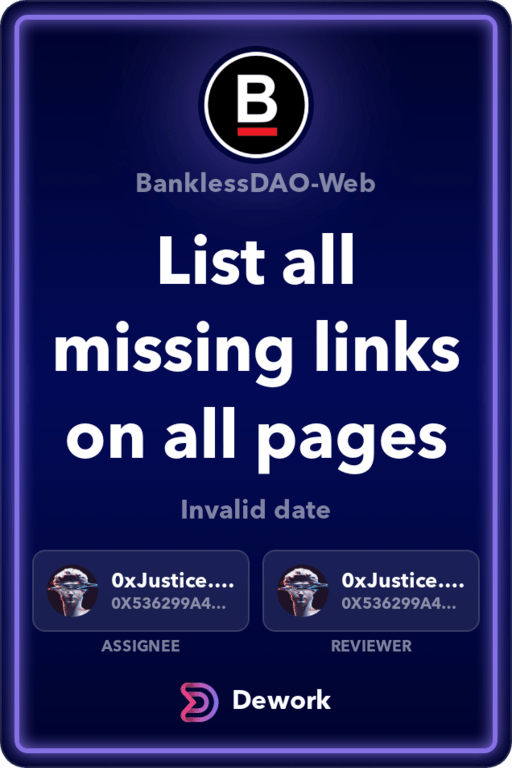 B
BanklessDAO-Web
List all
missing links
on all pages
Invalid date
0xJustice....
0X536299A4...
ASSIGNEE
0xJustice....
0X536299A4...
REVIEWER
Dework